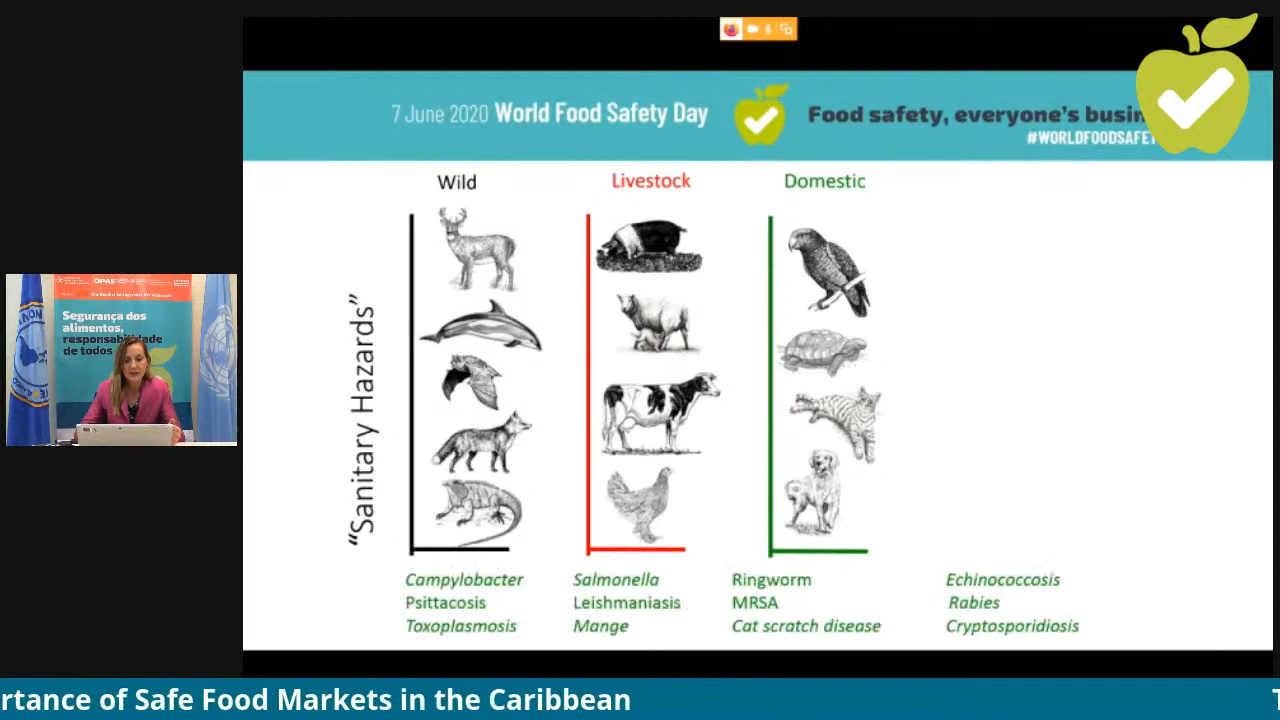 7 June 2020 World Food Safety Day
Food safety, everyone's busin
#WORLDFOODSAFET
Wild
Livestock
Domestic
"Sanitary Hazards"
OPAS
Segurança dos
alimentos,
responsabilidade
de todos
Campylobacter
Salmonella
Ringworm
Echinococcosis
Psittacosis
Leishmaniasis
MRSA
Rabies
Toxoplasmosis
Mange
Cat scratch disease
Cryptosporidiosis
rtance of Safe Food Markets in the Caribbean